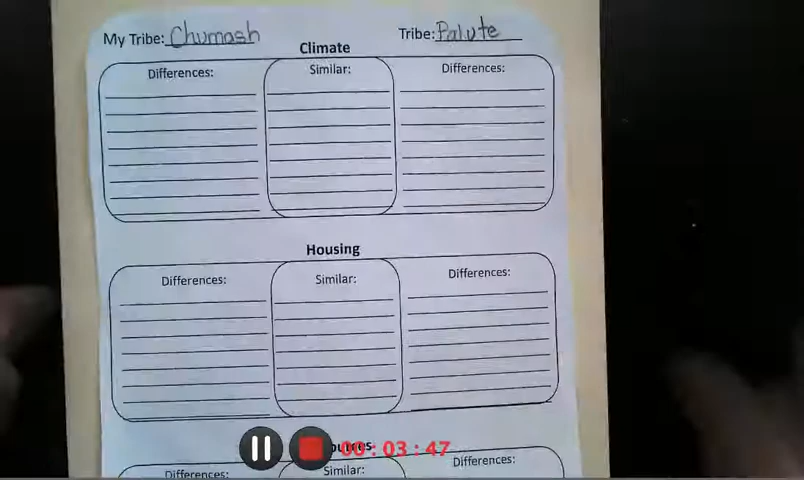 My Tribe: Chumash Tribe: Paiute
Climate
Differences: Similar: Differences:
Housing
Differences: Similar: Differences:
00:03:47
Differences: Similar: Differences: